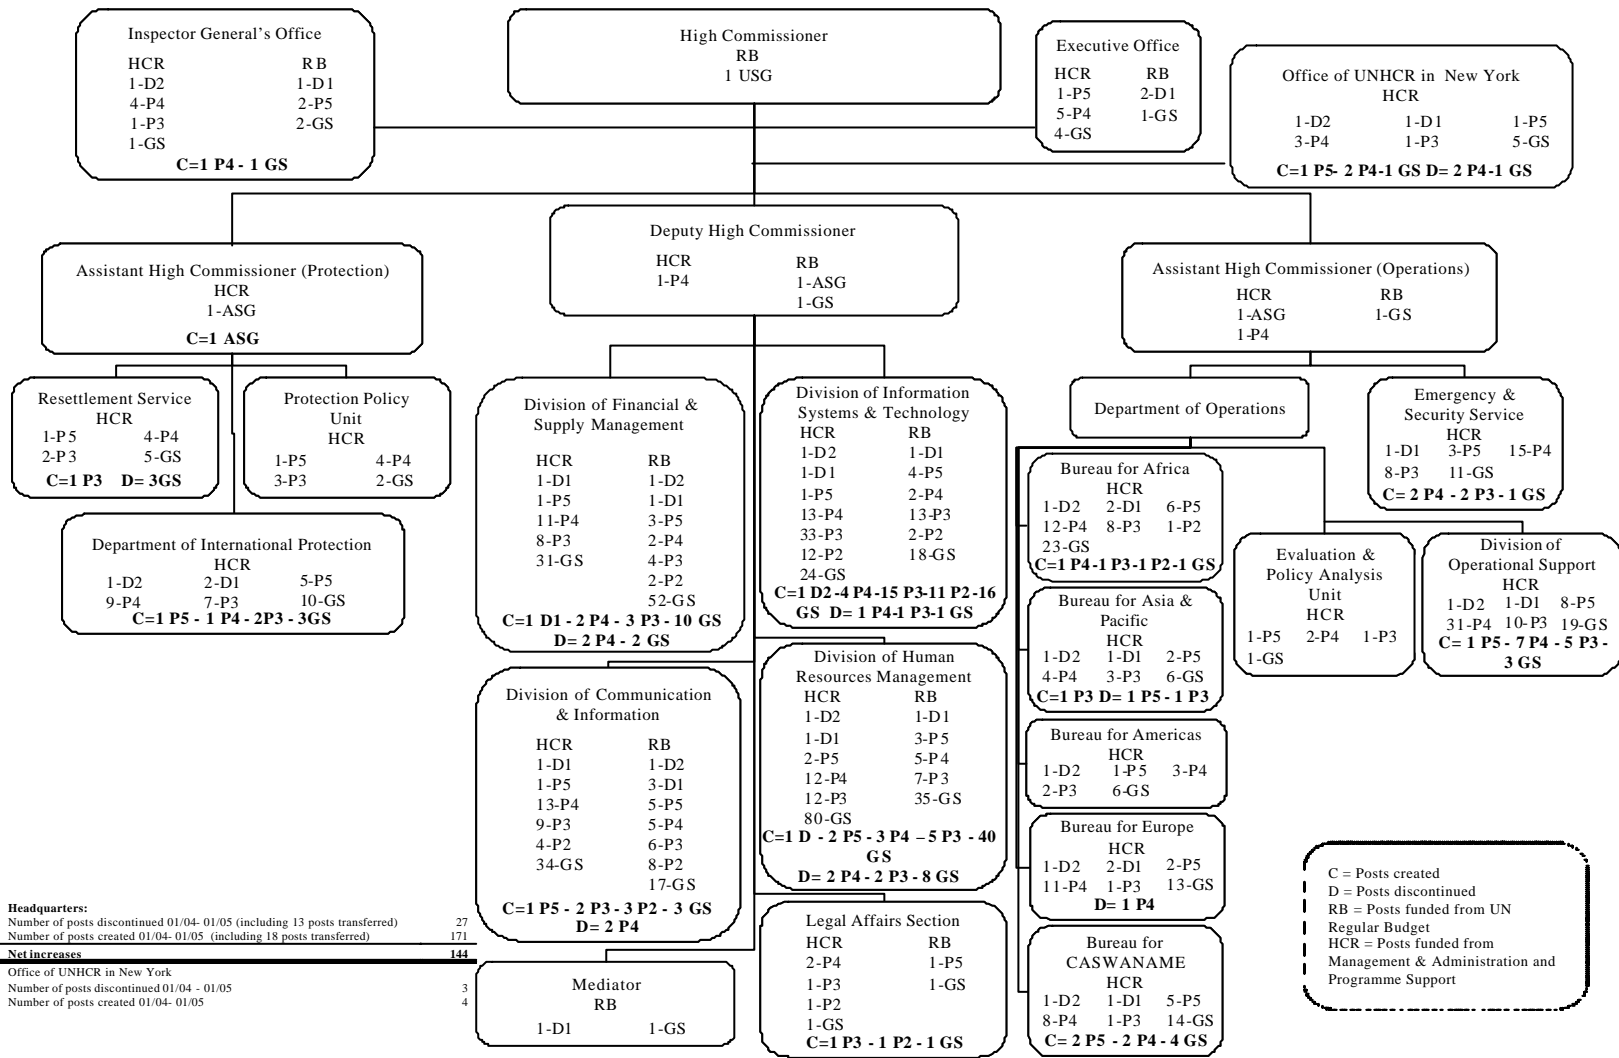 Inspector General's Office
HCR RB
1-D2 1-D1
4-P4 2-P5
1-P3 2-GS
1-GS
C=1 P4 - 1 GS
High Commissioner
RB
1 USG
Executive Office
HCR RB
1-P5 2-D1
5-P4 1-GS
4-GS
Office of UNHCR in New York
HCR
1-D2 1-D1 1-P5
3-P4 1-P3 5-GS
C=1 P5- 2 P4-1 GS D= 2 P4-1 GS
Assistant High Commissioner (Protection)
HCR
1-ASG
C=1 ASG
Deputy High Commissioner
HCR RB
1-P4 1-ASG
1-GS
Assistant High Commissioner (Operations)
HCR RB
1-ASG 1-GS
1-P4
Resettlement Service
HCR
1-P5 4-P4
2-P3 5-GS
C=1 P3 D= 3GS
Protection Policy
Unit
HCR
1-P5 4-P4
3-P3 2-GS
Department of International Protection
HCR
1-D2 2-D1 5-P5
9-P4 7-P3 10-GS
C=1 P5 - 1 P4 - 2P3 - 3GS
Division of Financial &
Supply Management
HCR RB
1-D1 1-D2
1-P5 1-D1
11-P4 3-P5
8-P3 2-P4
31-GS 4-P3
2-P2
52-GS
C=1 D1 - 2 P4 - 3 P3 - 10 GS
D= 2 P4 - 2 GS
Division of Information
Systems & Technology
HCR RB
1-D2 1-D1
1-D1 4-P5
1-P5 2-P4
13-P4 13-P3
33-P3 2-P2
12-P2 18-GS
24-GS
C=1 D2 -4 P4 -15 P3-11 P2 -16
GS D= 1 P4-1 P3-1 GS
Division of Communication
& Information
HCR RB
1-D1 1-D2
1-P5 3-D1
13-P4 5-P5
9-P3 5-P4
4-P2 6-P3
34-GS 8-P2
17-GS
C=1 P5 - 2 P3 - 3 P2 - 3 GS
D= 2 P4
Division of Human
Resources Management
HCR RB
1-D2 1-D1
1-D1 3-P5
2-P5 5-P4
12-P4 7-P3
12-P3 35-GS
80-GS
C=1 D - 2 P5 - 3 P4 – 5 P3 - 40
GS
D= 2 P4 - 2 P3 - 8 GS
Mediator
RB
1-D1 1-GS
Legal Affairs Section
HCR RB
2-P4 1-P5
1-P3 1-GS
1-P2
1-GS
C=1 P3 - 1 P2 - 1 GS
Department of Operations
Emergency &
Security Service
HCR
1-D1 3-P5 15-P4
8-P3 11-GS
C= 2 P4 - 2 P3 - 1 GS
Bureau for Africa
HCR
1-D2 2-D1 6-P5
12-P4 8-P3 1-P2
23-GS
C=1 P4-1 P3-1 P2-1 GS
Bureau for Asia &
Pacific
HCR
1-D2 1-D1 2-P5
4-P4 3-P3 6-GS
C=1 P3 D= 1 P5 - 1 P3
Bureau for Americas
HCR
1-D2 1-P5 3-P4
2-P3 6-GS
Bureau for Europe
HCR
1-D2 2-D1 2-P5
11-P4 1-P3 13-GS
D= 1 P4
Bureau for
CASWANAME
HCR
1-D2 1-D1 5-P5
8-P4 1-P3 14-GS
C= 2 P5 - 2 P4 - 4 GS
Evaluation &
Policy Analysis
Unit
HCR
1-P5 2-P4 1-P3
1-GS
Division of
Operational Support
HCR
1-D2 1-D1 8-P5
31-P4 10-P3 19-GS
C= 1 P5 - 7 P4 - 5 P3 -
3 GS
C = Posts created
D = Posts discontinued
RB = Posts funded from UN
Regular Budget
HCR = Posts funded from
Management & Administration and
Programme Support
Headquarters:
Number of posts discontinued 01/04- 01/05 (including 13 posts transferred) 27
Number of posts created 01/04- 01/05 (including 18 posts transferred) 171
Net increases 144
Office of UNHCR in New York
Number of posts discontinued 01/04 - 01/05 3
Number of posts created 01/04- 01/05 4